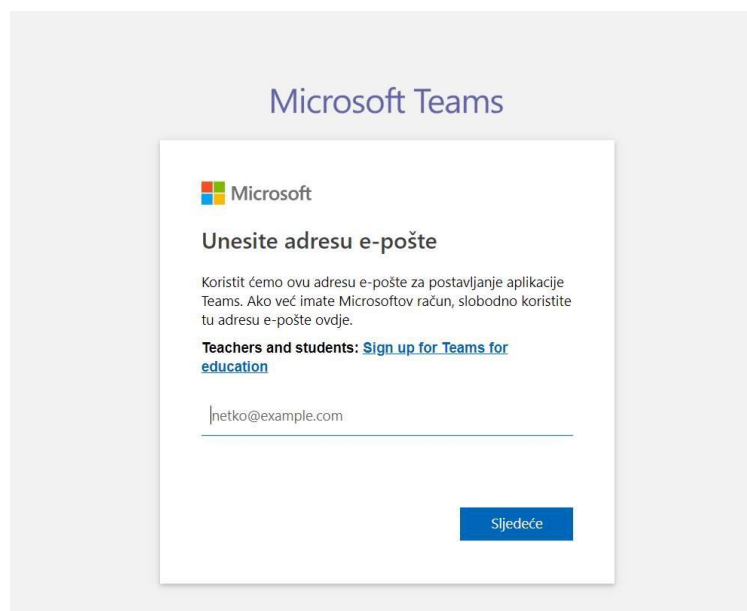 Microsoft Teams
Microsoft
Unesite adresu e-pošte
Koristit ćemo ovu adresu e-pošte za postavljanje aplikacije
Teams. Ako već imate Microsoftov račun, slobodno koristite
tu adresu e-pošte ovdje.
Teachers and students: Sign up for Teams for
education
netko@example.com
Sljedeće